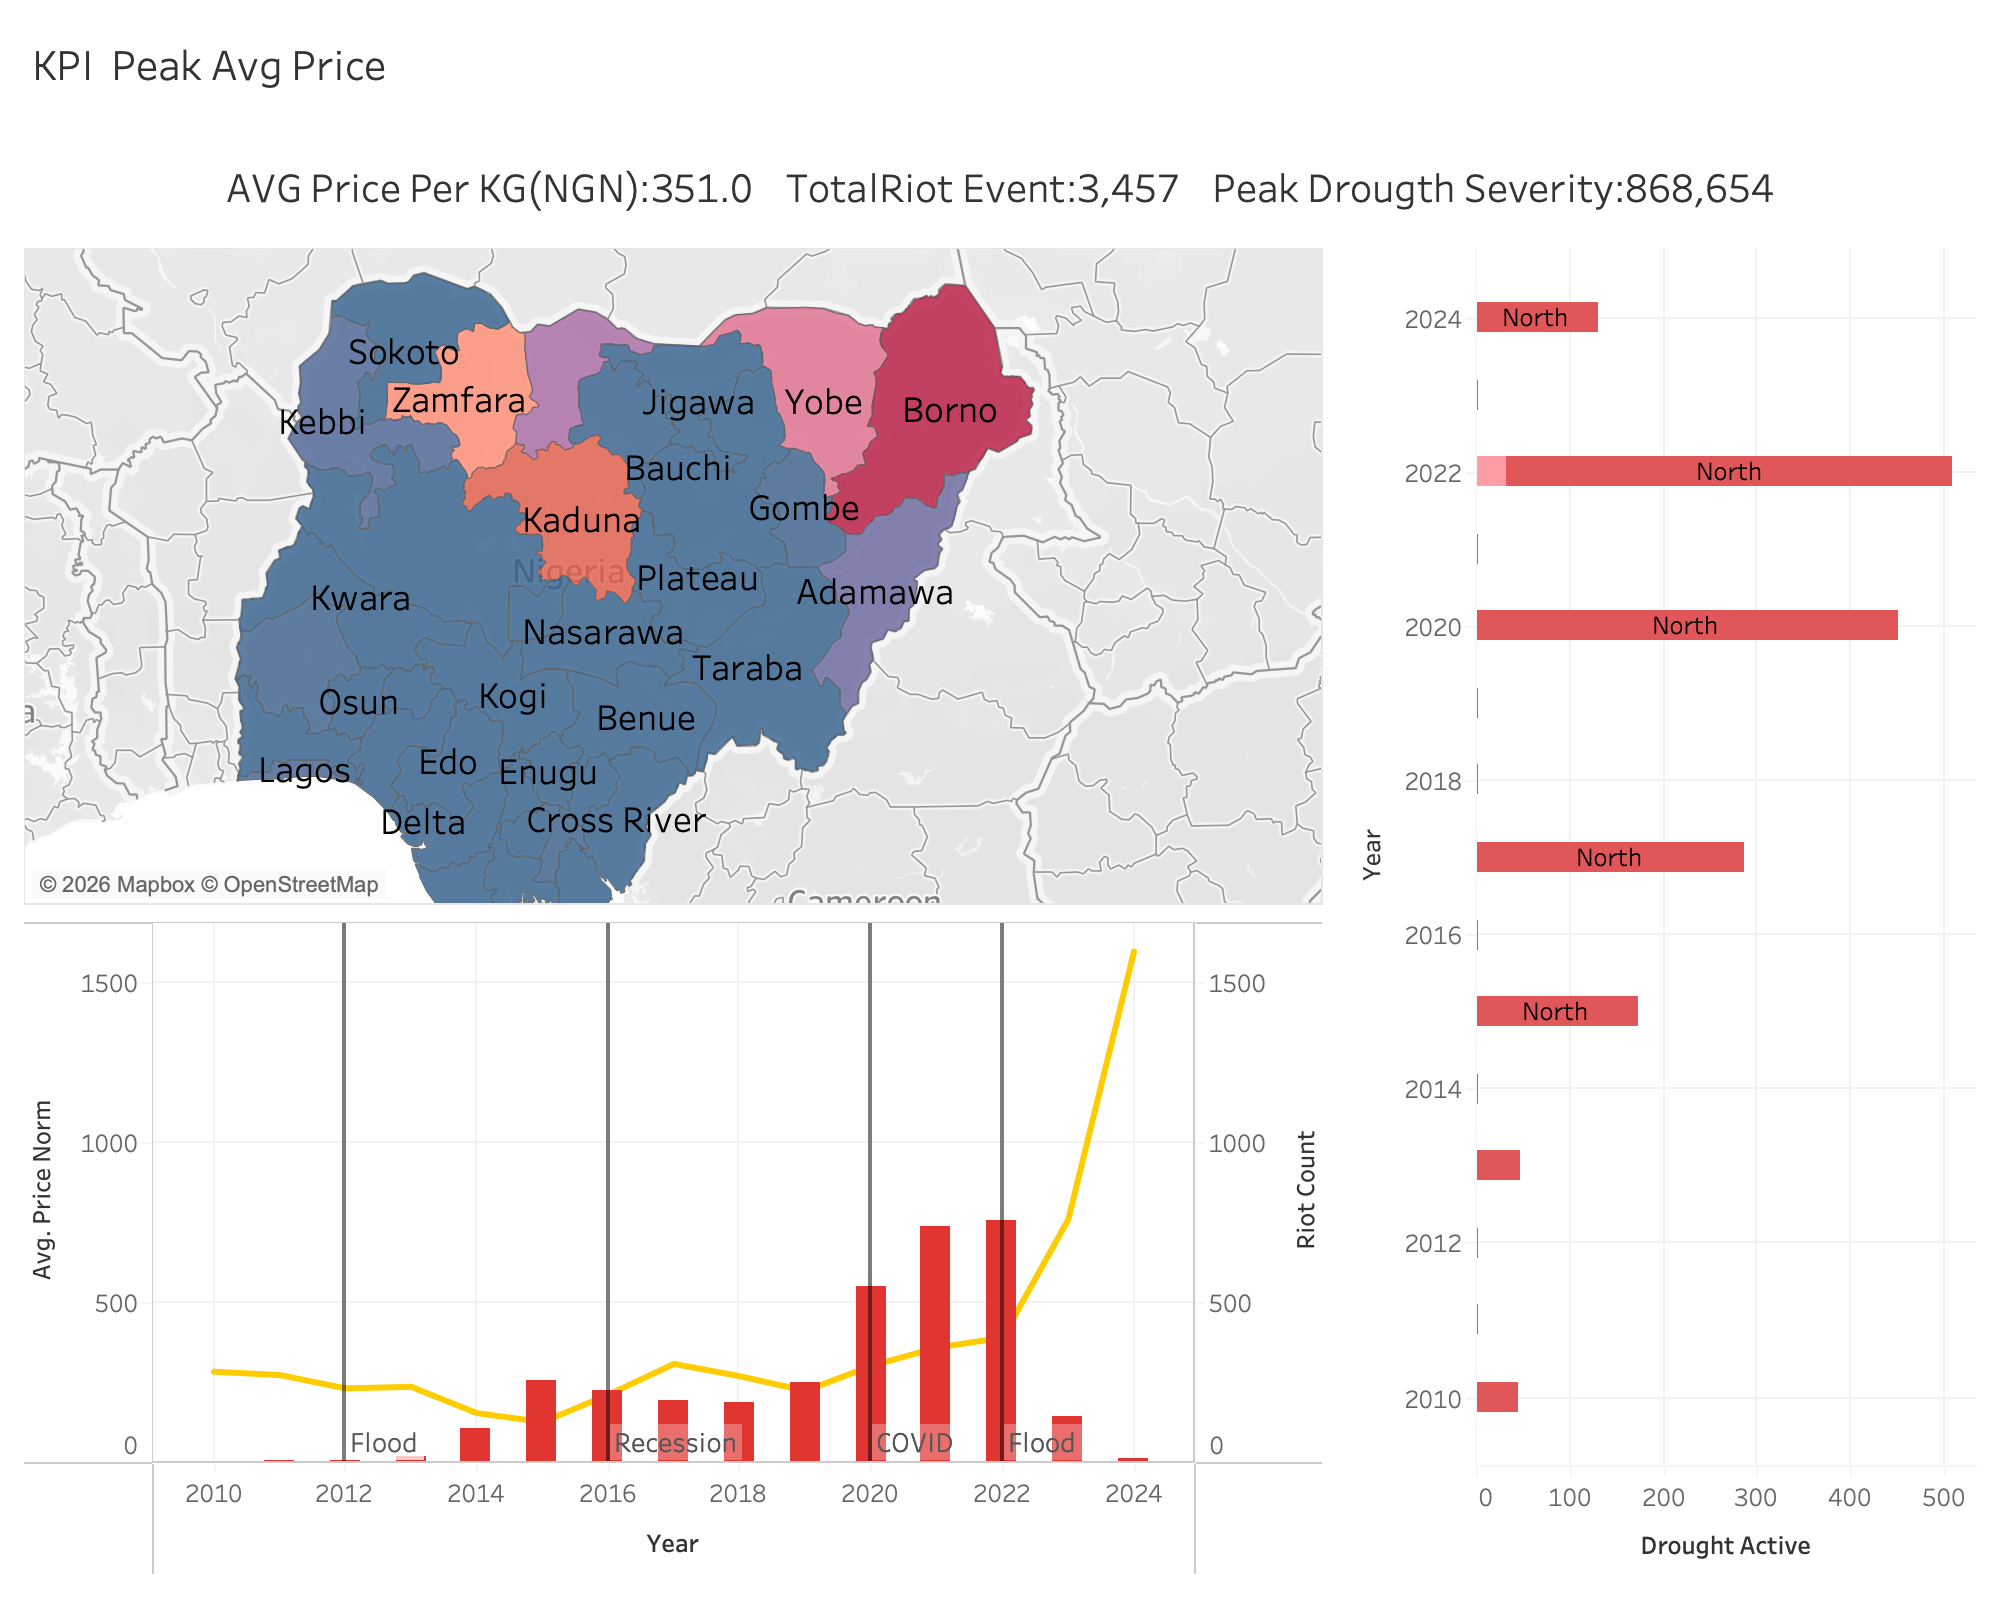 KPI  Peak Avg Price
AVG Price Per KG(NGN):351.0    TotalRiot Event:3,457    Peak Drougth Severity:868,654
Sokoto
Zamfara
Kebbi
Jigawa
Yobe
Borno
Bauchi
Gombe
Kaduna
Nigeria
Plateau
Adamawa
Kwara
Nasarawa
Taraba
Osun
Kogi
Benue
Lagos
Edo
Enugu
Delta
Cross River
Cameroon
a
© 2026 Mapbox © OpenStreetMap
Avg. Price Norm
1500
1000
500
0
Flood
Recession
COVID
Flood
1500
1000
500
0
Riot Count
2010 2012 2014 2016 2018 2020 2022 2024
Year
Year
2024
North
2022
North
2020
North
2018
North
2016
North
2014
2012
2010
0 100 200 300 400 500
Drought Active